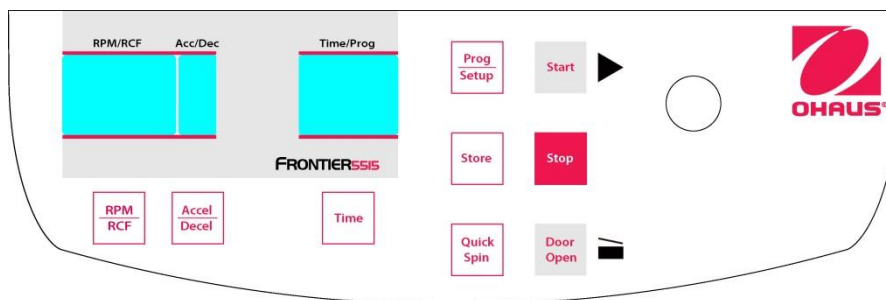 RPM/RCF Acc/Dec Time/Prog
Prog
Setup
Start
OHAUS®
Store
Stop
FRONTIER5515
RPM
RCF
Accel
Decel
Time
Quick
Spin
Door
Open